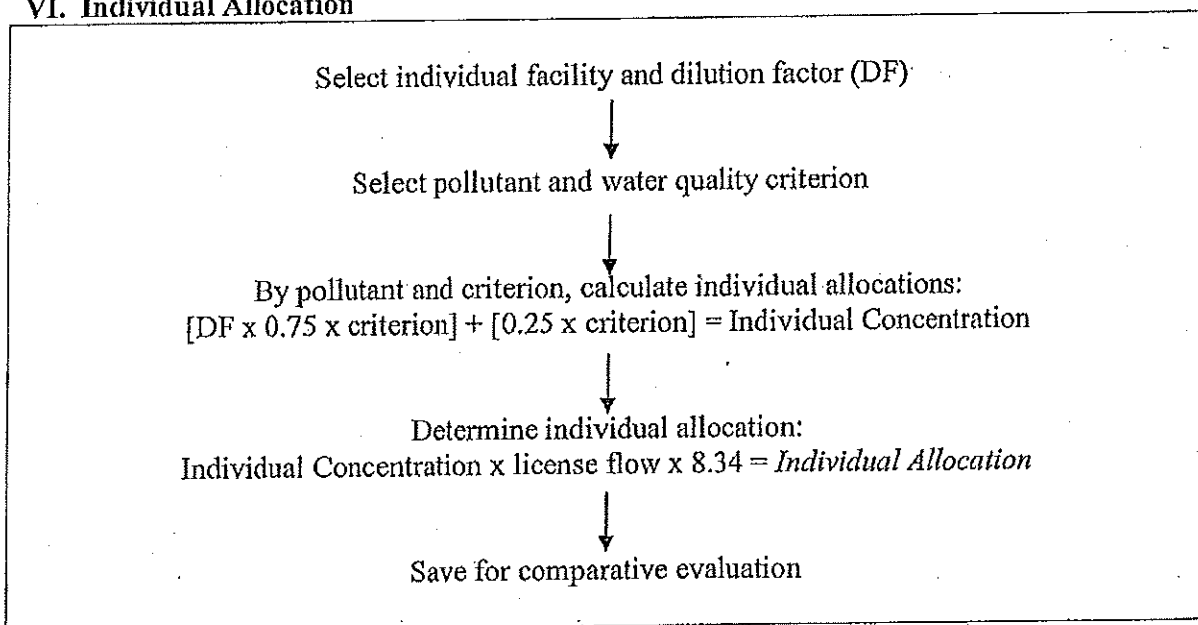 VI. Individual Allocation
Select individual facility and dilution factor (DF)
Select pollutant and water quality criterion
By pollutant and criterion, calculate individual allocations:
[DF x 0.75 x criterion] + [0.25 x criterion] = Individual Concentration
Determine individual allocation:
Individual Concentration x license flow x 8.34 = Individual Allocation
Save for comparative evaluation